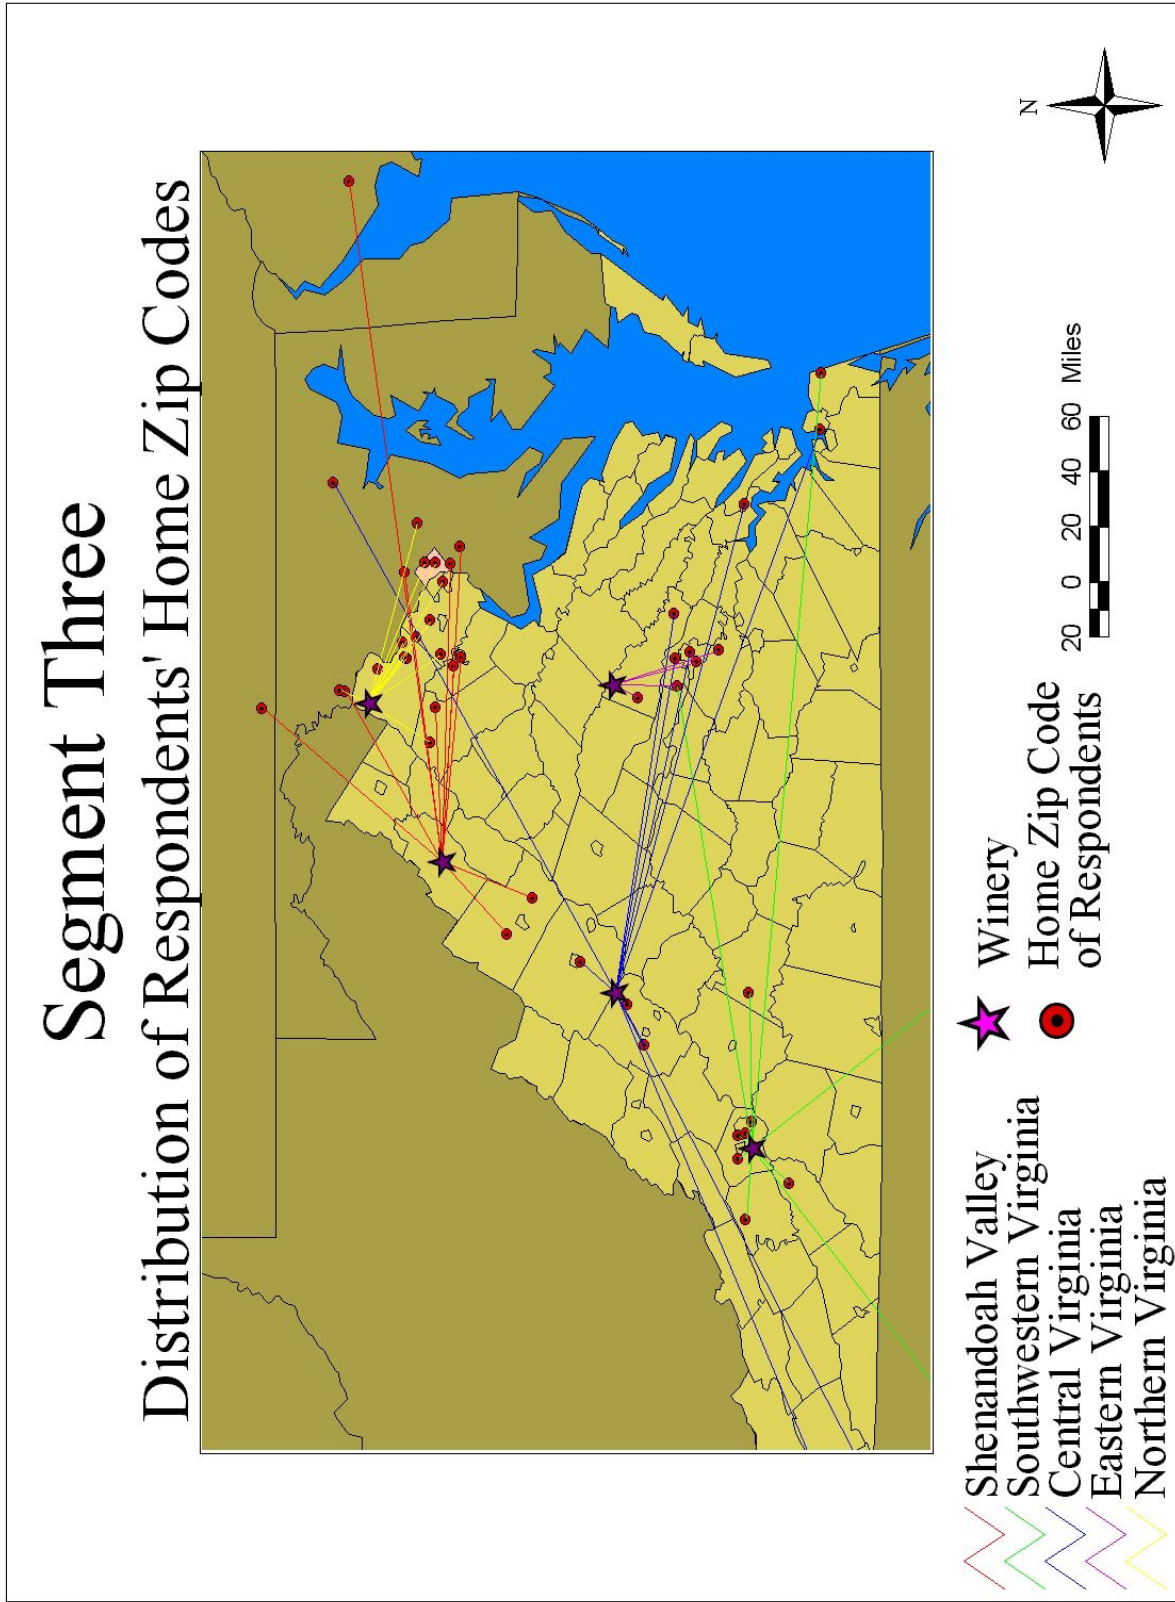 Segment Three
Distribution of Respondents' Home Zip Codes
N
Shenandoah Valley
Southwestern Virginia
Central Virginia
Eastern Virginia
Northern Virginia
Winery
Home Zip Code
of Respondents
20 0 20 40 60 Miles